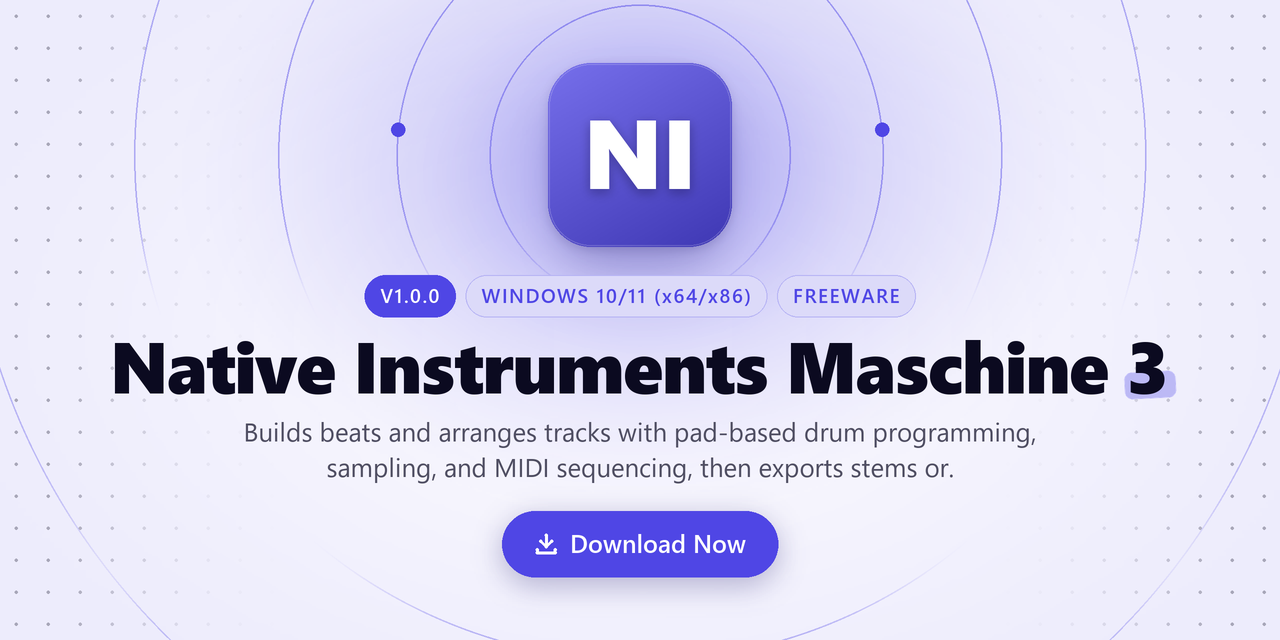 NI
V1.0.0 WINDOWS 10/11 (x64/x86) FREEWARE
Native Instruments Maschine 3
Builds beats and arranges tracks with pad-based drum programming,
sampling, and MIDI sequencing, then exports stems or.
Download Now